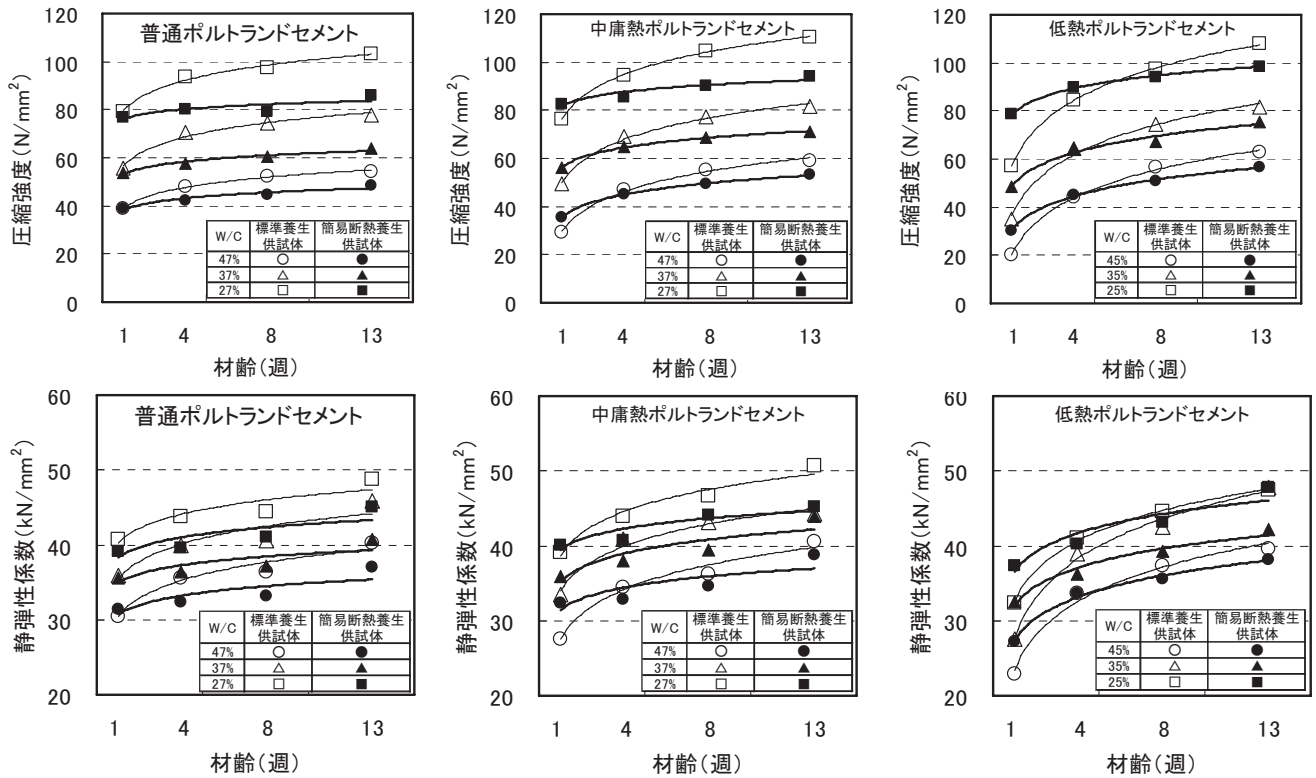 普通ポルトランドセメント
圧縮強度(N/mm²)
120
100
80
60
40
20
0
W/C 標準養生供試体 簡易断熱養生供試体
47% ○ ●
37% △ ▲
27% □ ■
1 4 8 13
材齢(週)
中庸熱ポルトランドセメント
圧縮強度(N/mm²)
120
100
80
60
40
20
0
W/C 標準養生供試体 簡易断熱養生供試体
47% ○ ●
37% △ ▲
27% □ ■
1 4 8 13
材齢(週)
低熱ポルトランドセメント
圧縮強度(N/mm²)
120
100
80
60
40
20
0
W/C 標準養生供試体 簡易断熱養生供試体
45% ○ ●
35% △ ▲
25% □ ■
1 4 8 13
材齢(週)
普通ポルトランドセメント
静弾性係数(kN/mm²)
60
50
40
30
20
W/C 標準養生供試体 簡易断熱養生供試体
47% ○ ●
37% △ ▲
27% □ ■
1 4 8 13
材齢(週)
中庸熱ポルトランドセメント
静弾性係数(kN/mm²)
60
50
40
30
20
W/C 標準養生供試体 簡易断熱養生供試体
47% ○ ●
37% △ ▲
27% □ ■
1 4 8 13
材齢(週)
低熱ポルトランドセメント
静弾性係数(kN/mm²)
60
50
40
30
20
W/C 標準養生供試体 簡易断熱養生供試体
45% ○ ●
35% △ ▲
25% □ ■
1 4 8 13
材齢(週)